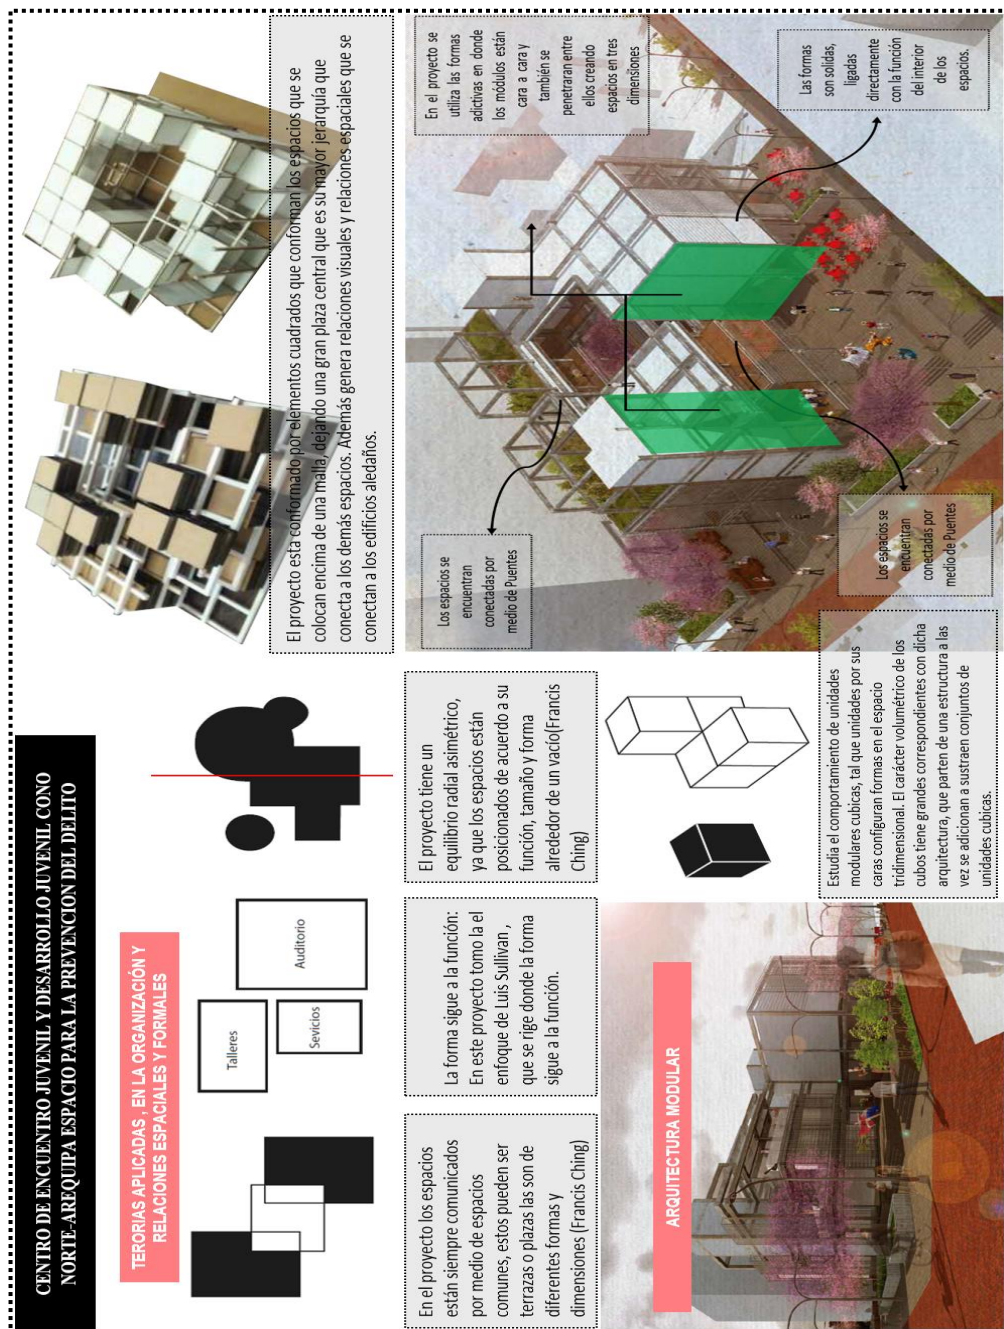 CENTRO DE ENCUENTRO JUVENIL Y DESARROLLO JUVENIL CONO
NORTE-AREQUIPA ESPACIO PARA LA PREVENCION DEL DELITO
TERORIAS APLICADAS , EN LA ORGANIZACIÓN Y
RELACIONES ESPACIALES Y FORMALES
Talleres
Sevicios
Auditorio
En el proyecto los espacios
están siempre comunicados
por medio de espacios
comunes, estos pueden ser
terrazas o plazas las son de
diferentes formas y
dimensiones (Francis Ching)
La forma sigue a la función:
En este proyecto tomo la el
enfoque de Luis Sullivan ,
que se rige donde la forma
sigue a la función.
El proyecto tiene un
equilibrio radial asimétrico,
ya que los espacios están
posicionados de acuerdo a su
función, tamaño y forma
alrededor de un vacío(Francis
Ching)
El proyecto esta conformado por elementos cuadrados que conforman los espacios que se
colocan encima de una malla, dejando una gran plaza central que es su mayor jerarquía que
conecta a los demás espacios. Además genera relaciones visuales y relaciones espaciales que se
conectan a los edificios aledaños.
ARQUITECTURA MODULAR
Estudia el comportamiento de unidades
modulares cubicas, tal que unidades por sus
caras configuran formas en el espacio
tridimensional. El carácter volumétrico de los
cubos tiene grandes correspondientes con dicha
arquitectura, que parten de una estructura a las
vez se adicionan a sustraen conjuntos de
unidades cubicas.
Los espacios se
encuentran
conectadas por
medio de Puentes
En el proyecto se
utiliza las formas
adictivas en donde
los módulos están
cara a cara y
también se
penetraran entre
ellos creando
espacios en tres
dimensiones
Los espacios se
encuentran
conectadas por
medio de Puentes
Las formas
son solidas,
ligadas
directamente
con la función
del interior
de los
espacios.